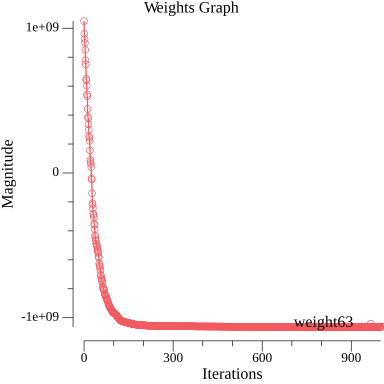 Weights Graph
1e+09
0
-1e+09
Magnitude
weight63
0 300 600 900
Iterations